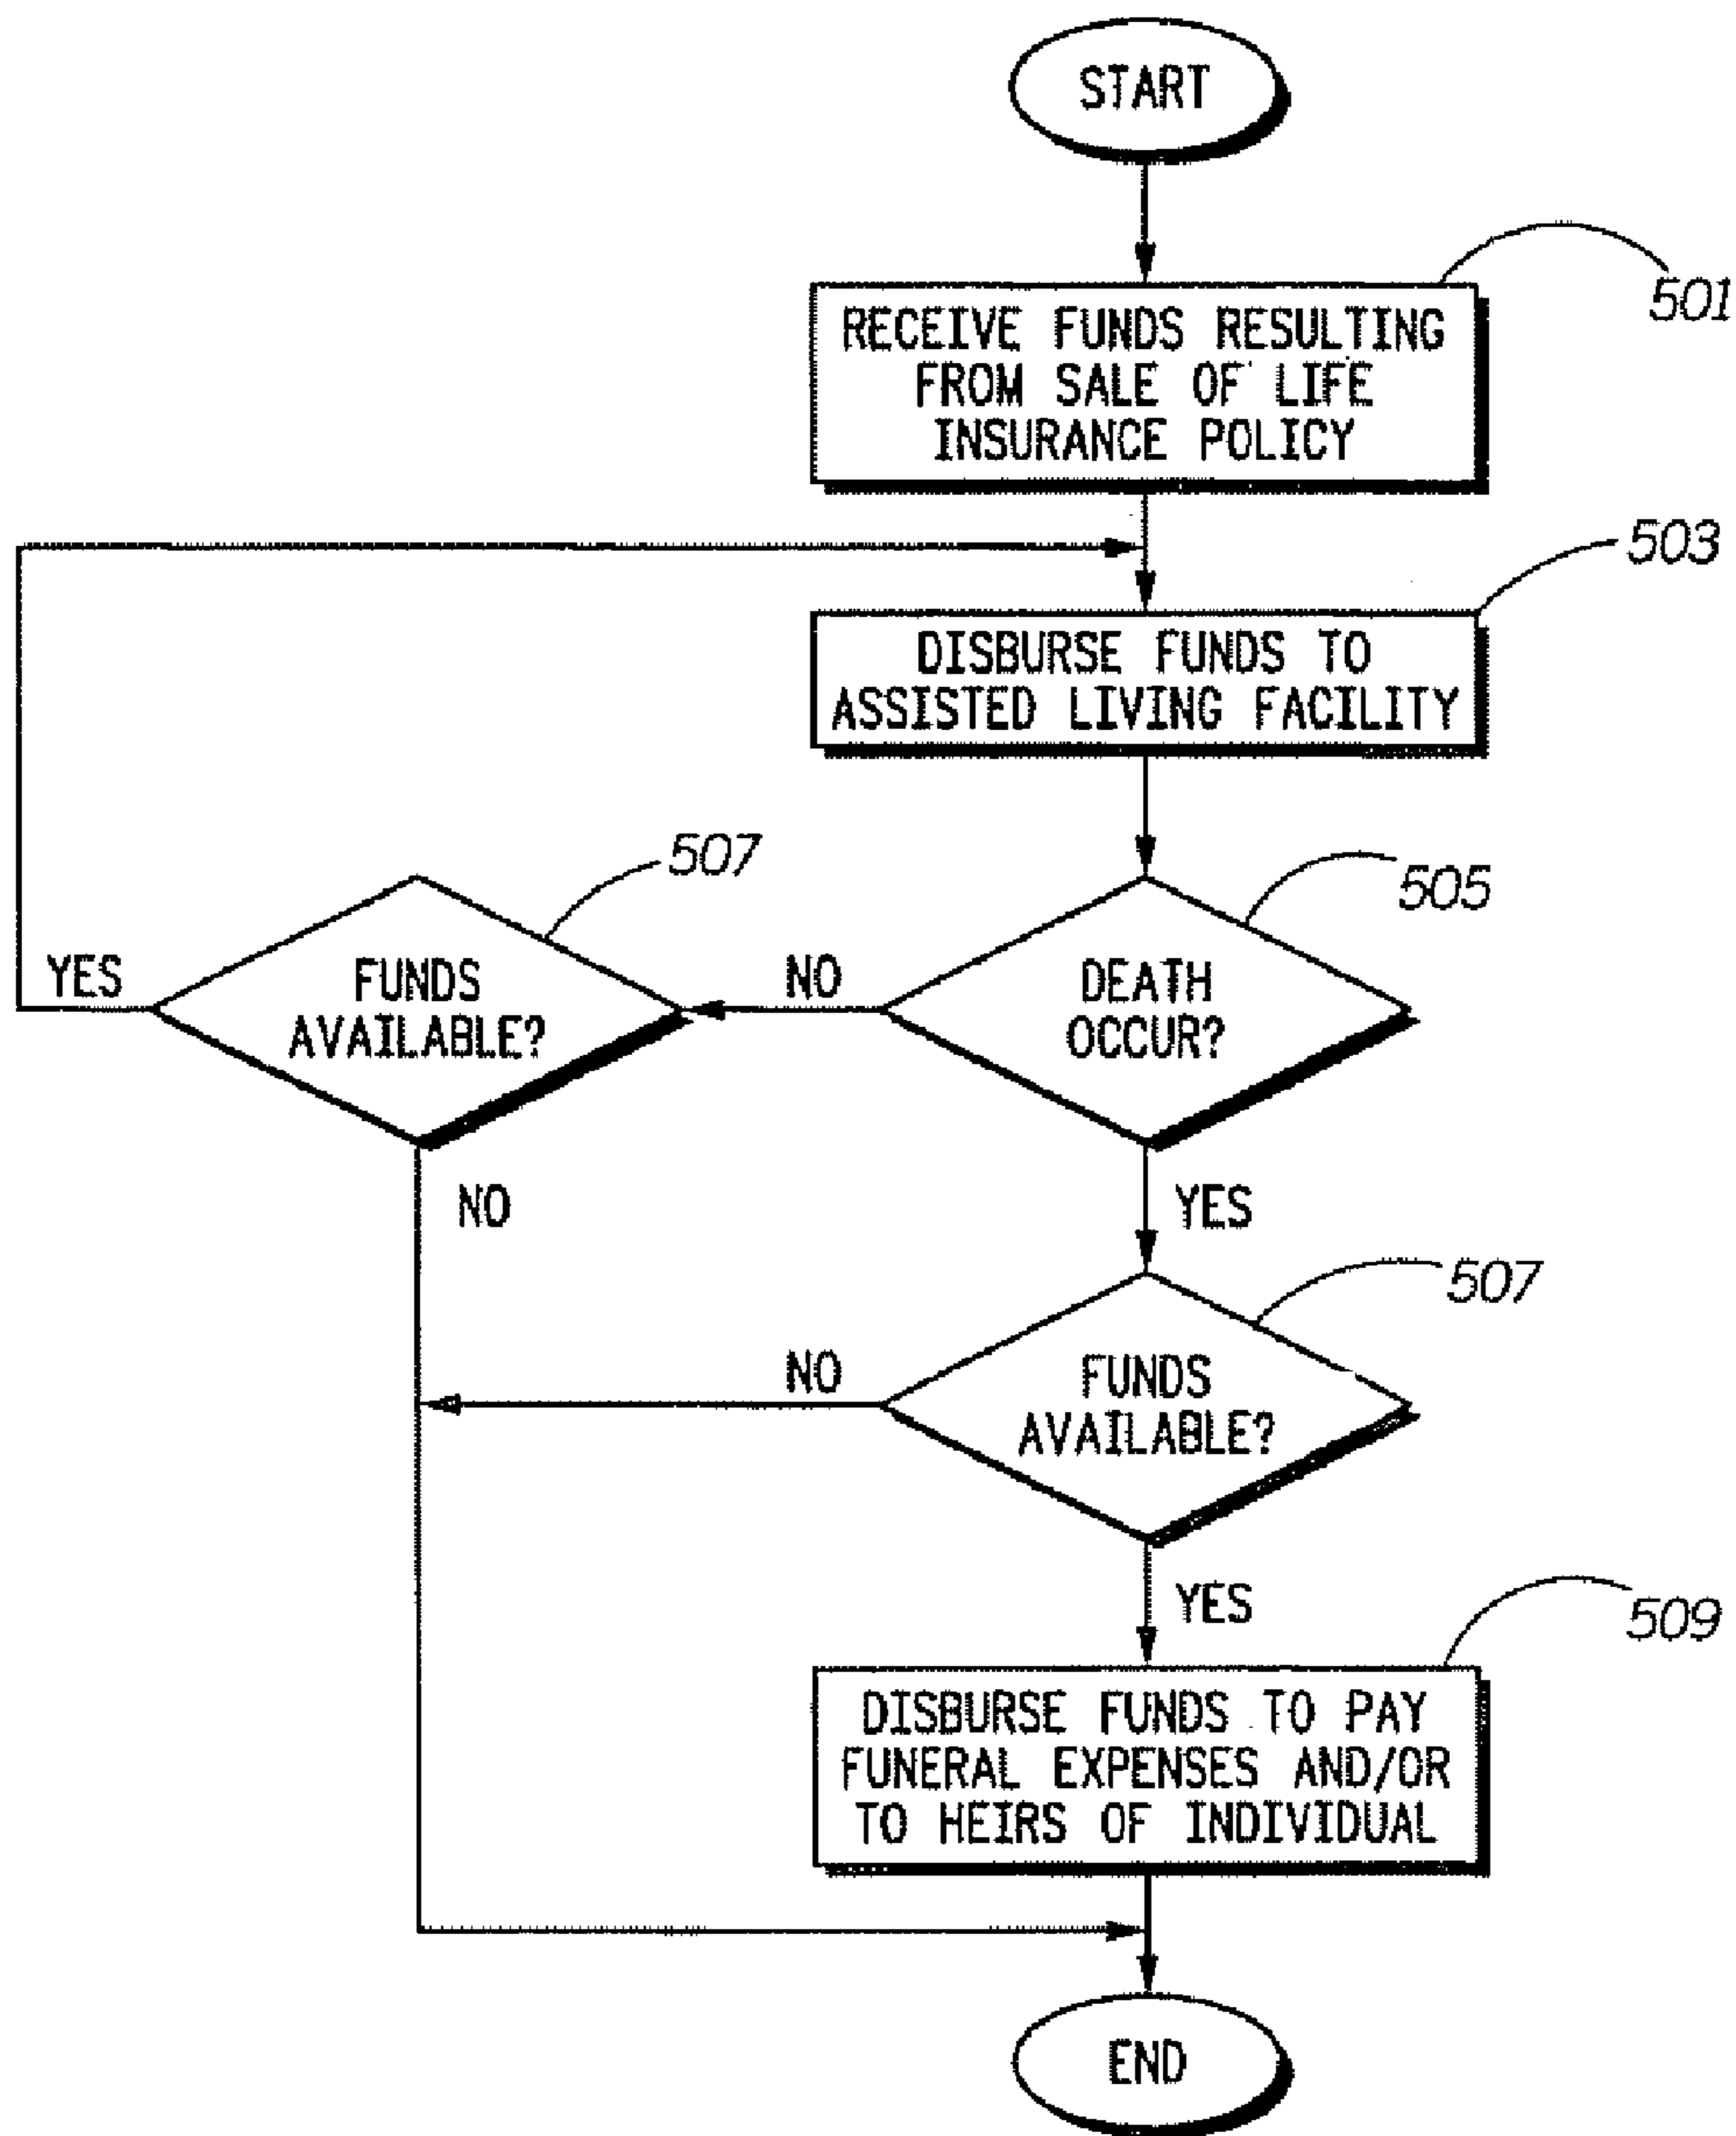 START
501
RECEIVE FUNDS RESULTING
FROM SALE OF LIFE
INSURANCE POLICY
503
DISBURSE FUNDS TO
ASSISTED LIVING FACILITY
507
505
YES
FUNDS
AVAILABLE?
NO
DEATH
OCCUR?
NO
YES
507
NO
FUNDS
AVAILABLE?
YES
509
DISBURSE FUNDS TO PAY
FUNERAL EXPENSES AND/OR
TO HEIRS OF INDIVIDUAL
END